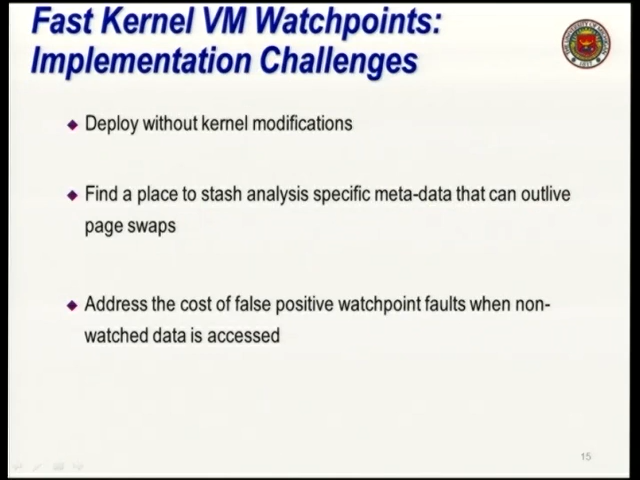 Fast Kernel VM Watchpoints:
Implementation Challenges
Deploy without kernel modifications
Find a place to stash analysis specific meta-data that can outlive
page swaps
Address the cost of false positive watchpoint faults when non-
watched data is accessed
15